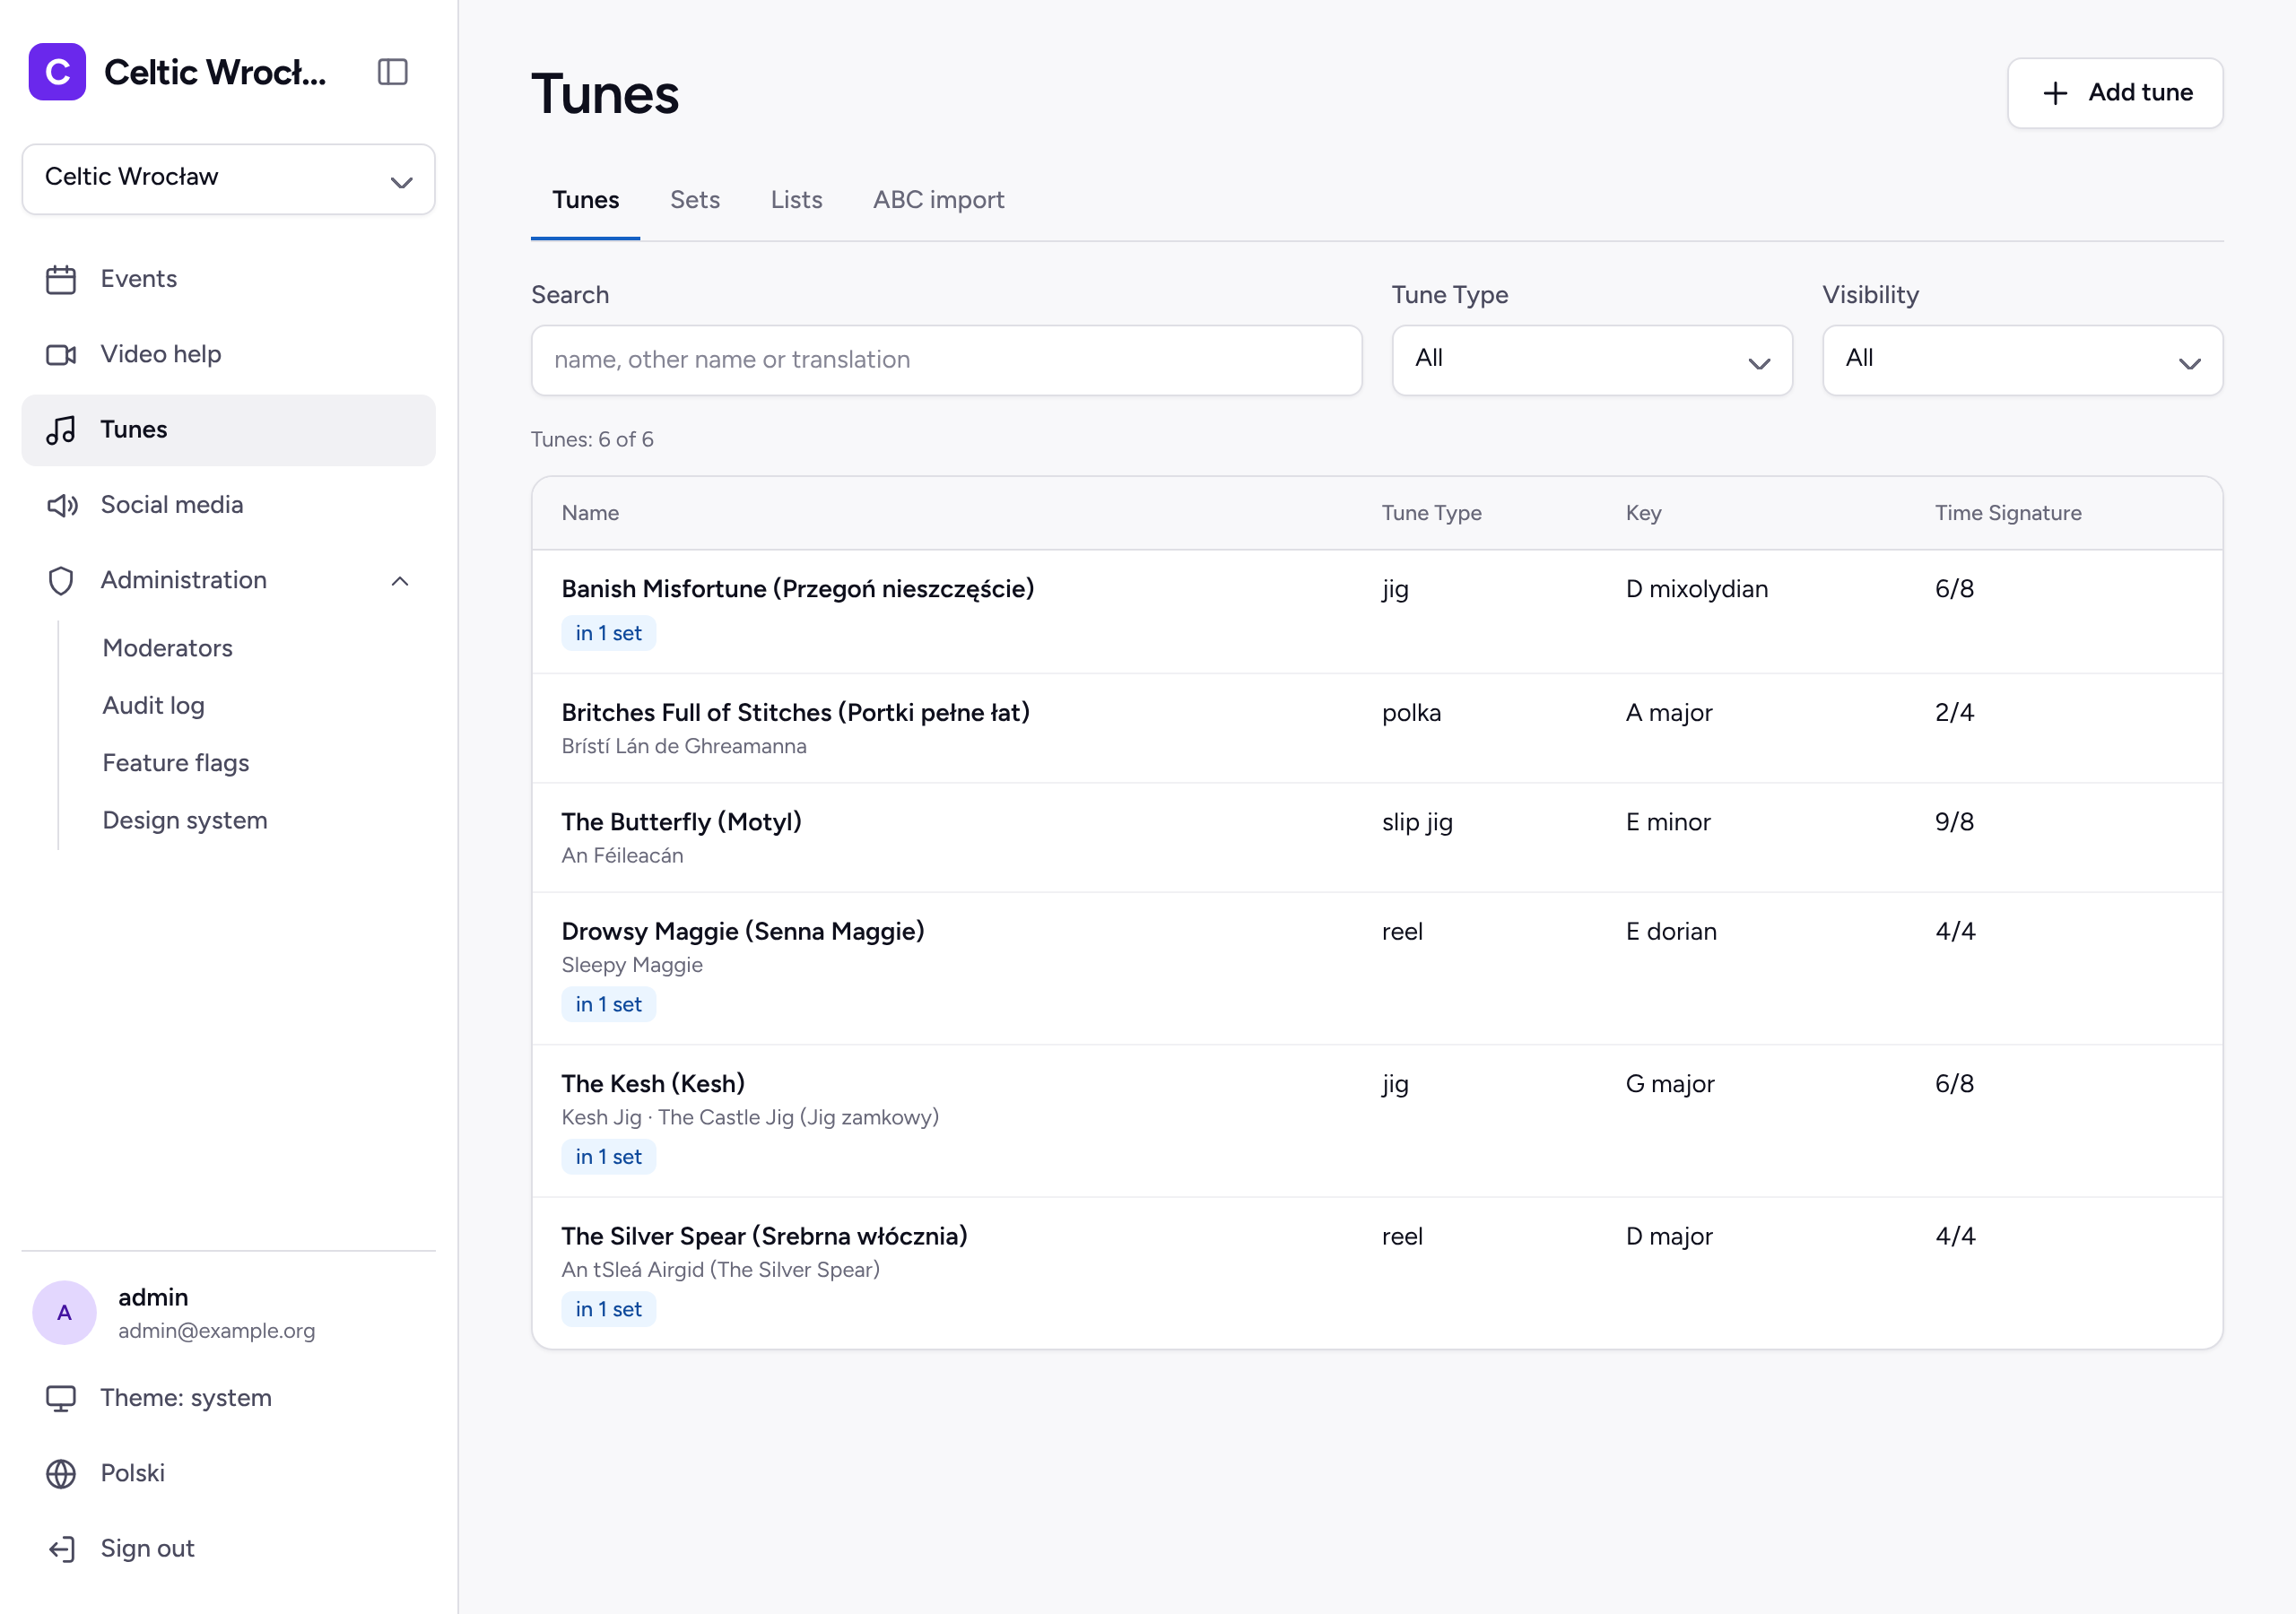 C Celtic Wrocł...
Celtic Wrocław
Events
Video help
Tunes
Social media
Administration
Moderators
Audit log
Feature flags
Design system
A admin
admin@example.org
Theme: system
Polski
Sign out
Tunes
Add tune
Tunes Sets Lists ABC import
Search Tune Type Visibility
name, other name or translation All All
Tunes: 6 of 6
Name Tune Type Key Time Signature
Banish Misfortune (Przegoń nieszczęście) jig D mixolydian 6/8
in 1 set
Britches Full of Stitches (Portki pełne łat) polka A major 2/4
Brístí Lán de Ghreamanna
The Butterfly (Motyl) slip jig E minor 9/8
An Féileacán
Drowsy Maggie (Senna Maggie) reel E dorian 4/4
Sleepy Maggie
in 1 set
The Kesh (Kesh) jig G major 6/8
Kesh Jig · The Castle Jig (Jig zamkowy)
in 1 set
The Silver Spear (Srebrna włócznia) reel D major 4/4
An tSleá Airgid (The Silver Spear)
in 1 set